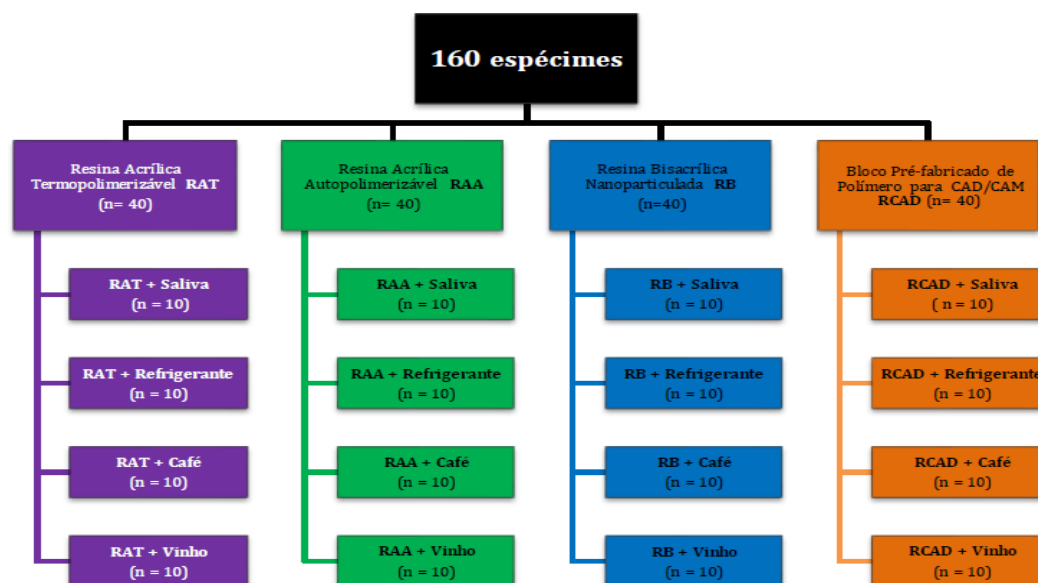 160 espécimes
Resina Acrílica
Termopolimerizável RAT
(n= 40)
RAT + Saliva
(n = 10)
RAT + Refrigerante
(n = 10)
RAT + Café
(n = 10)
RAT + Vinho
(n = 10)
Resina Acrílica
Autopolimerizável RAA
(n= 40)
RAA + Saliva
(n = 10)
RAA + Refrigerante
(n = 10)
RAA + Café
(n = 10)
RAA + Vinho
(n = 10)
Resina Bisacrílica
Nanoparticulada RB
(n=40)
RB + Saliva
(n = 10)
RB + Refrigerante
(n = 10)
RB + Café
(n = 10)
RB + Vinho
(n = 10)
Bloco Pré-fabricado de
Polímero para CAD/CAM
RCAD (n= 40)
RCAD + Saliva
( n = 10)
RCAD + Refrigerante
(n = 10)
RCAD + Café
(n = 10)
RCAD + Vinho
(n = 10)